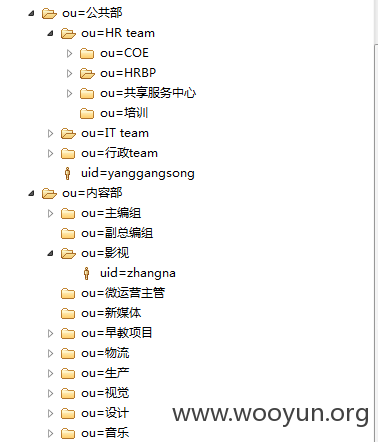 ou=公共部
ou=HR team
ou=COE
ou=HRBP
ou=共享服务中心
ou=培训
ou=IT team
ou=行政team
uid=yanggangsong
ou=内容部
ou=主编组
ou=副总编组
ou=影视
uid=zhangna
ou=微运营主管
ou=新媒体
ou=早教项目
ou=物流
ou=生产
ou=视觉
ou=设计
ou=音乐
www.wooyun.org